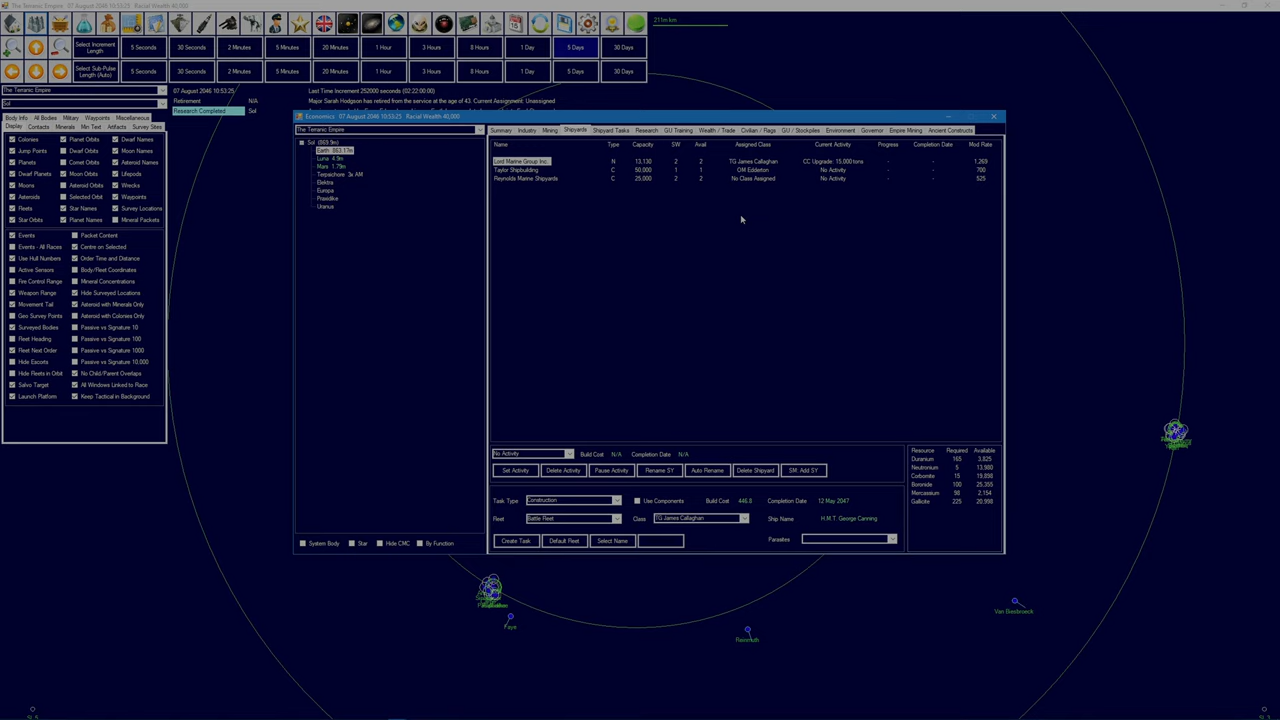 The Terranic Empire   07 August 2046 10:53:25   Racial Wealth 40,000
211m km
Select Increment Length
5 Seconds 30 Seconds 2 Minutes 5 Minutes 20 Minutes 1 Hour 3 Hours 8 Hours 1 Day 5 Days 30 Days
Select Sub-Pulse Length (Auto)
5 Seconds 30 Seconds 2 Minutes 5 Minutes 20 Minutes 1 Hour 3 Hours 8 Hours 1 Day 5 Days 30 Days
The Terranic Empire
07 August 2046 10:53:25 Last Time Increment 252000 seconds (02:22:00:00)
Sol
Retirement N/A Major Sarah Hodgson has retired from the service at the age of 43. Current Assignment: Unassigned
Research Completed Sol
Body Info All Bodies Military Waypoints Miscellaneous
Display Contacts Minerals Min Text Artifacts Survey Sites
Colonies Planet Orbits Dwarf Names
Jump Points Dwarf Orbits Moon Names
Planets Comet Orbits Asteroid Names
Dwarf Planets Moon Orbits Lifepods
Moons Asteroid Orbits Wrecks
Asteroids Selected Orbit Waypoints
Fleets Star Names Survey Locations
Star Orbits Planet Names Mineral Packets
Events Packet Content
Events - All Races Centre on Selected
Use Hull Numbers Order Time and Distance
Active Sensors Body/Fleet Coordinates
Fire Control Range Mineral Concentrations
Weapon Range Hide Surveyed Locations
Movement Tail Asteroid with Minerals Only
Geo Survey Points Asteroid with Colonies Only
Surveyed Bodies Passive vs Signature 10
Fleet Heading Passive vs Signature 100
Fleet Next Order Passive vs Signature 1000
Hide Escorts Passive vs Signature 10,000
Hide Fleets in Orbit No Child/Parent Overlaps
Salvo Target All Windows Linked to Race
Launch Platform Keep Tactical in Background
Economics 07 August 2046 10:53:25 Racial Wealth 40,000
The Terranic Empire
Sol (869.9m)
Earth 863.17m
Luna 4.9m
Mars 1.79m
Terpsichore 3x AM
Elektra
Europa
Praxedike
Uranus
System Body Star Hide CMC By Function
Summary Industry Mining Shipyards Shipyard Tasks Research GU Training Wealth / Trade Civilian / Flags GU / Stockpiles Environment Governor Empire Mining Ancient Constructs
Name Type Capacity SW Avail Assigned Class Current Activity Progress Completion Date Mod Rate
Lord Marine Group Inc. N 13,130 2 2 TG James Callaghan CC Upgrade: 15,000 tons - - 1,269
Taylor Shipbuilding C 50,000 1 1 OM Edderton No Activity - - 700
Reynolds Marine Shipyards C 25,000 2 2 No Class Assigned No Activity - - 525
No Activity Build Cost N/A Completion Date N/A
Set Activity Delete Activity Pause Activity Rename SY Auto Rename Delete Shipyard SM: Add SY
Task Type Construction Use Components Build Cost 446.8 Completion Date 12 May 2047
Fleet Battle Fleet Class TG James Callaghan Ship Name H.M.T. George Canning
Create Task Default Fleet Select Name Parasites
Resource Required Available
Duranium 165 3,825
Neutronium 5 13,980
Corbonite 15 19,898
Boronide 100 25,355
Mercassium 98 2,154
Gallicite 225 20,998
Faye
Reinmuth
Van Biesbroeck